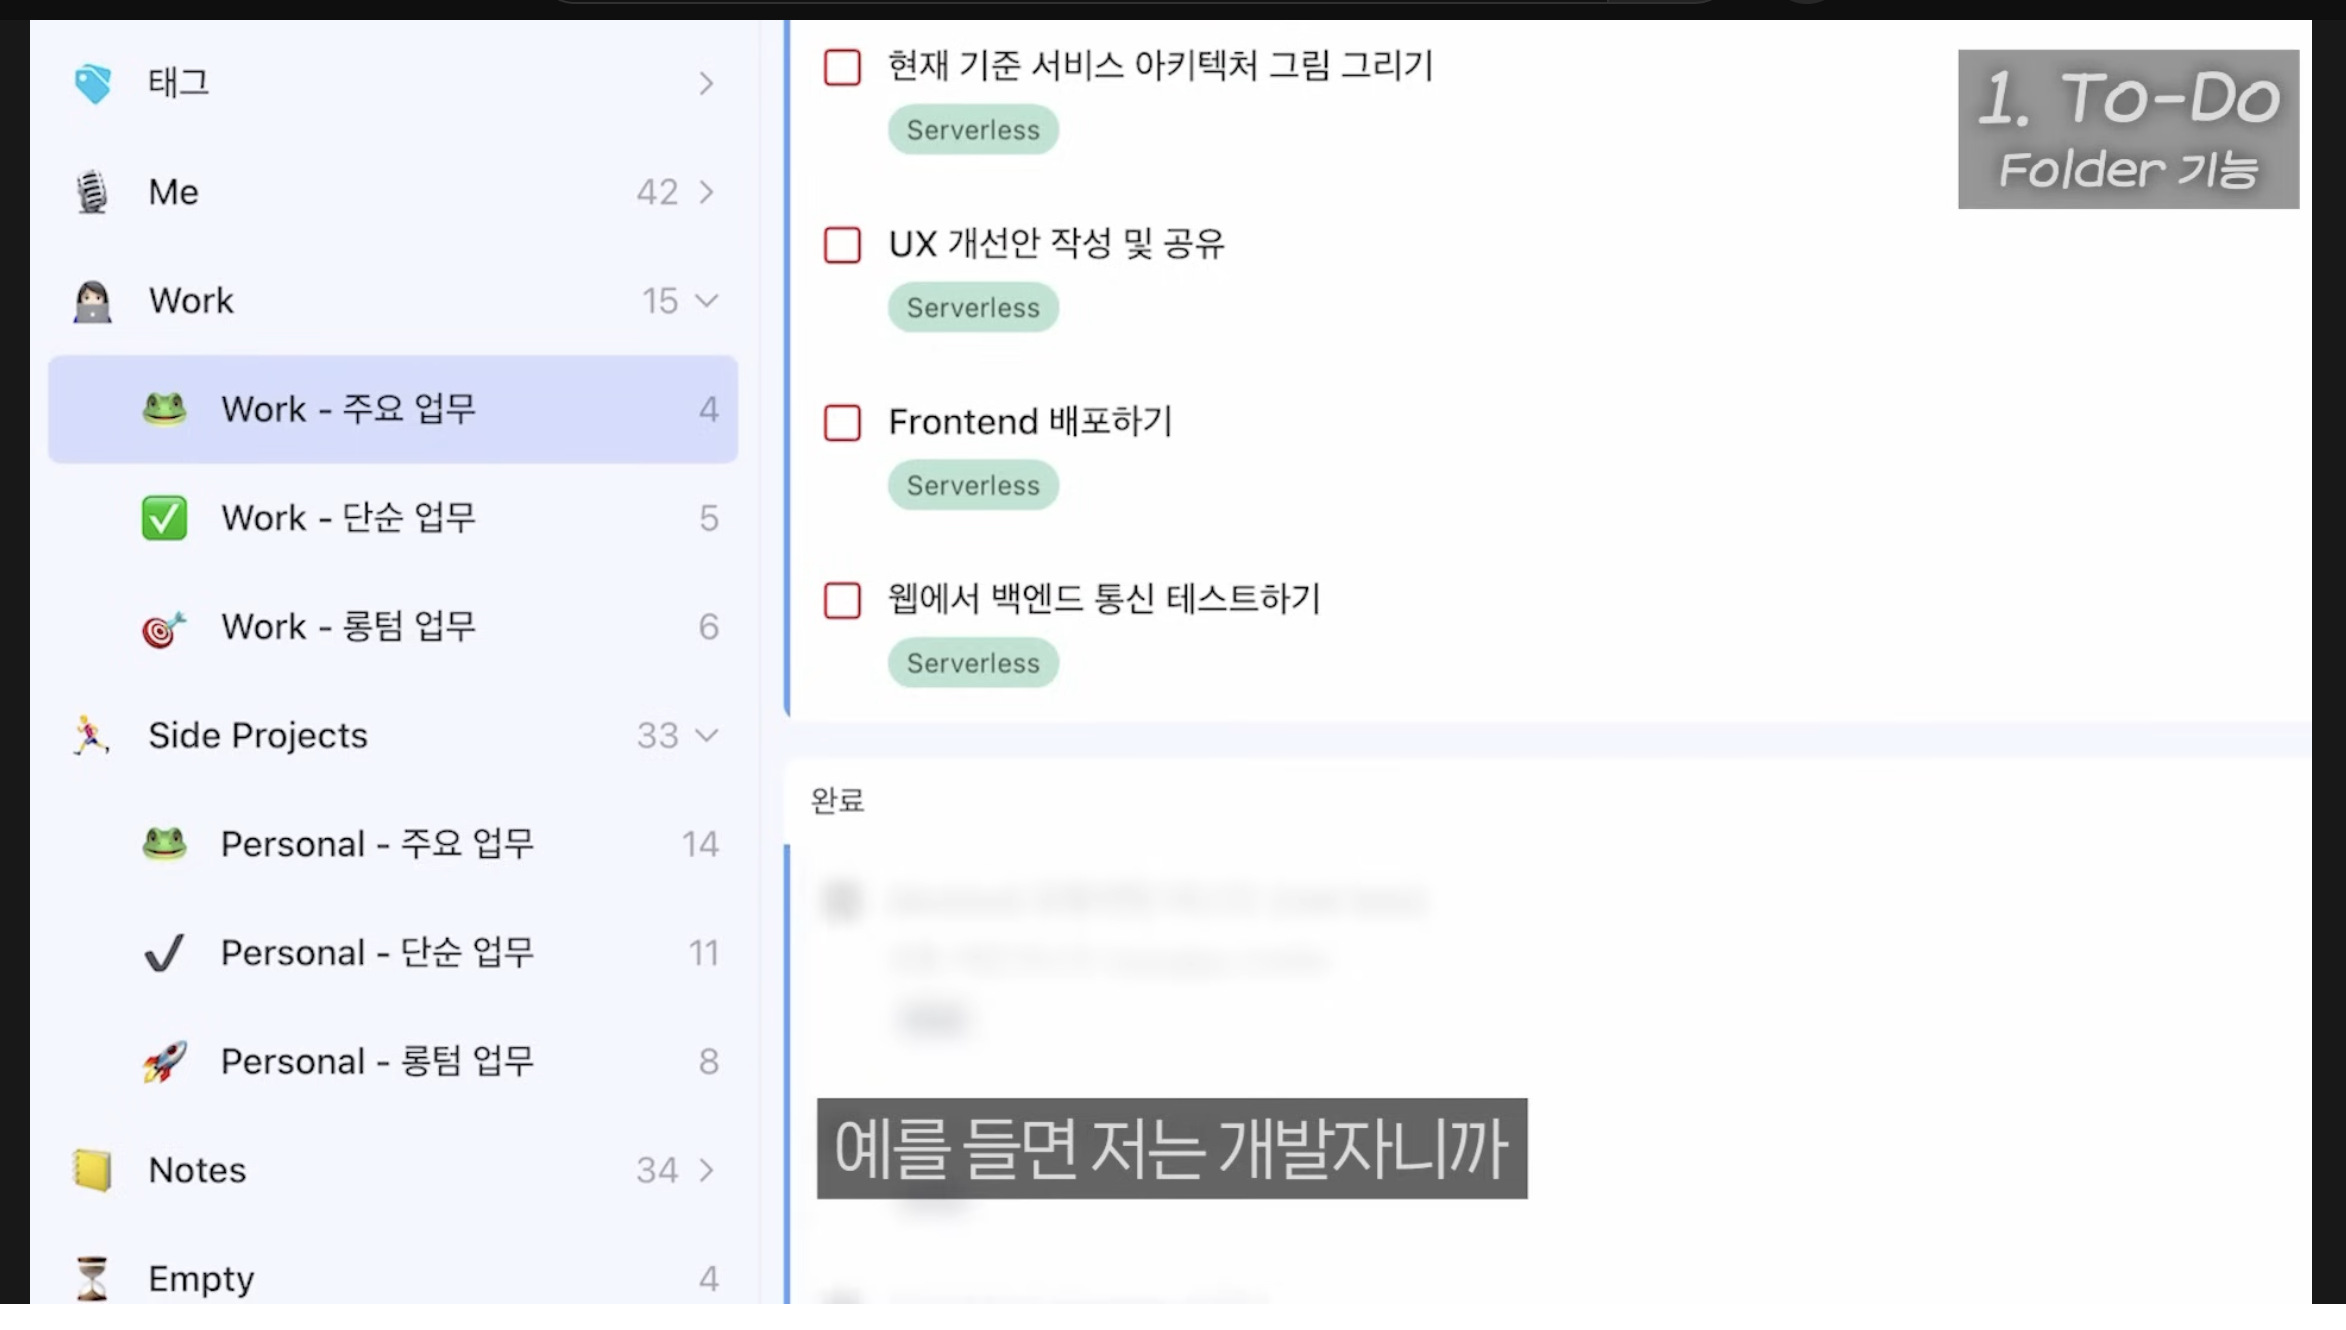 태그
Me 42
Work 15
Work - 주요 업무 4
Work - 단순 업무 5
Work - 롱텀 업무 6
Side Projects 33
Personal - 주요 업무 14
Personal - 단순 업무 11
Personal - 롱텀 업무 8
Notes 34
Empty 4
현재 기준 서비스 아키텍처 그림 그리기
Serverless
UX 개선안 작성 및 공유
Serverless
Frontend 배포하기
Serverless
웹에서 백엔드 통신 테스트하기
Serverless
완료
1. To-Do
Folder 기능
예를 들면 저는 개발자니까